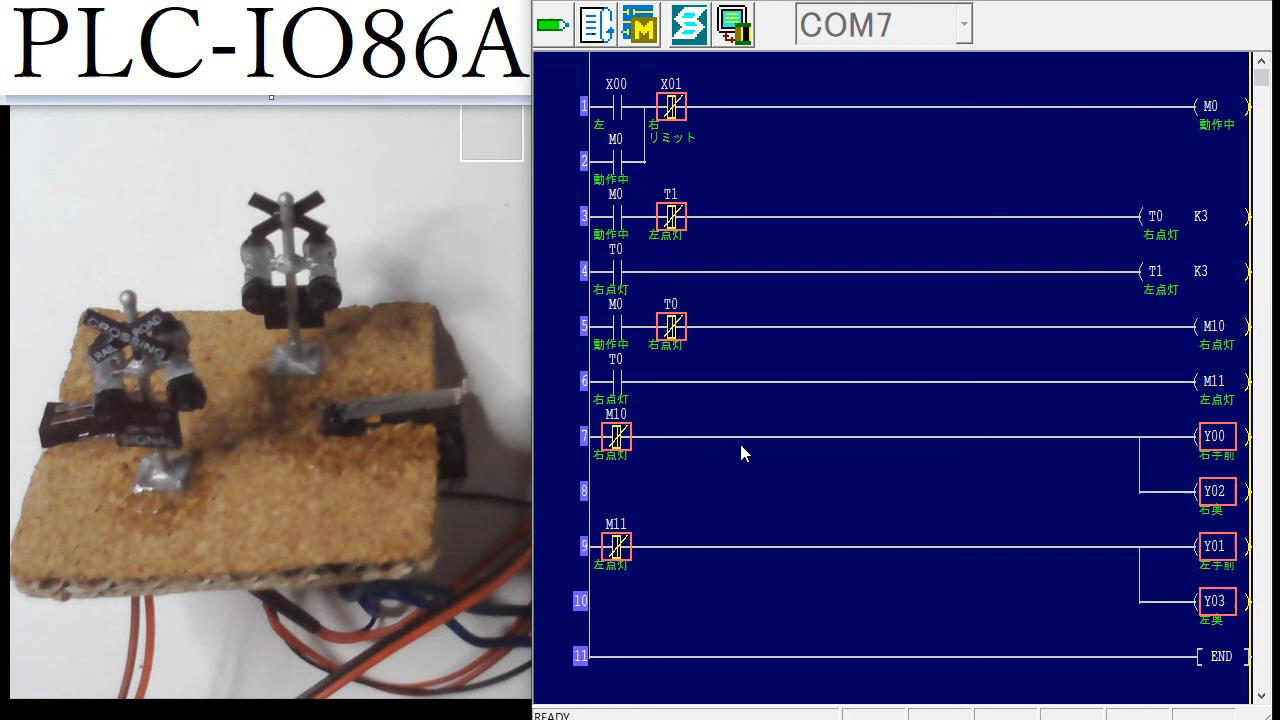 PLC-IO86A
COM7
X00 X01
1 M0
左 右 動作中
リミット
M0
2
動作中
M0 T1
3 T0 K3
動作中 左点灯 右点灯
T0
4 T1 K3
右点灯 左点灯
M0 T0
5 M10
動作中 右点灯 右点灯
T0
6 M11
右点灯 左点灯
M10
7 Y00
右点灯 右手前
8 Y02
右奥
M11
9 Y01
左点灯 左手前
10 Y03
左奥
11 END
READY
CROSS ROAD
RAIL ING
SIGNAL